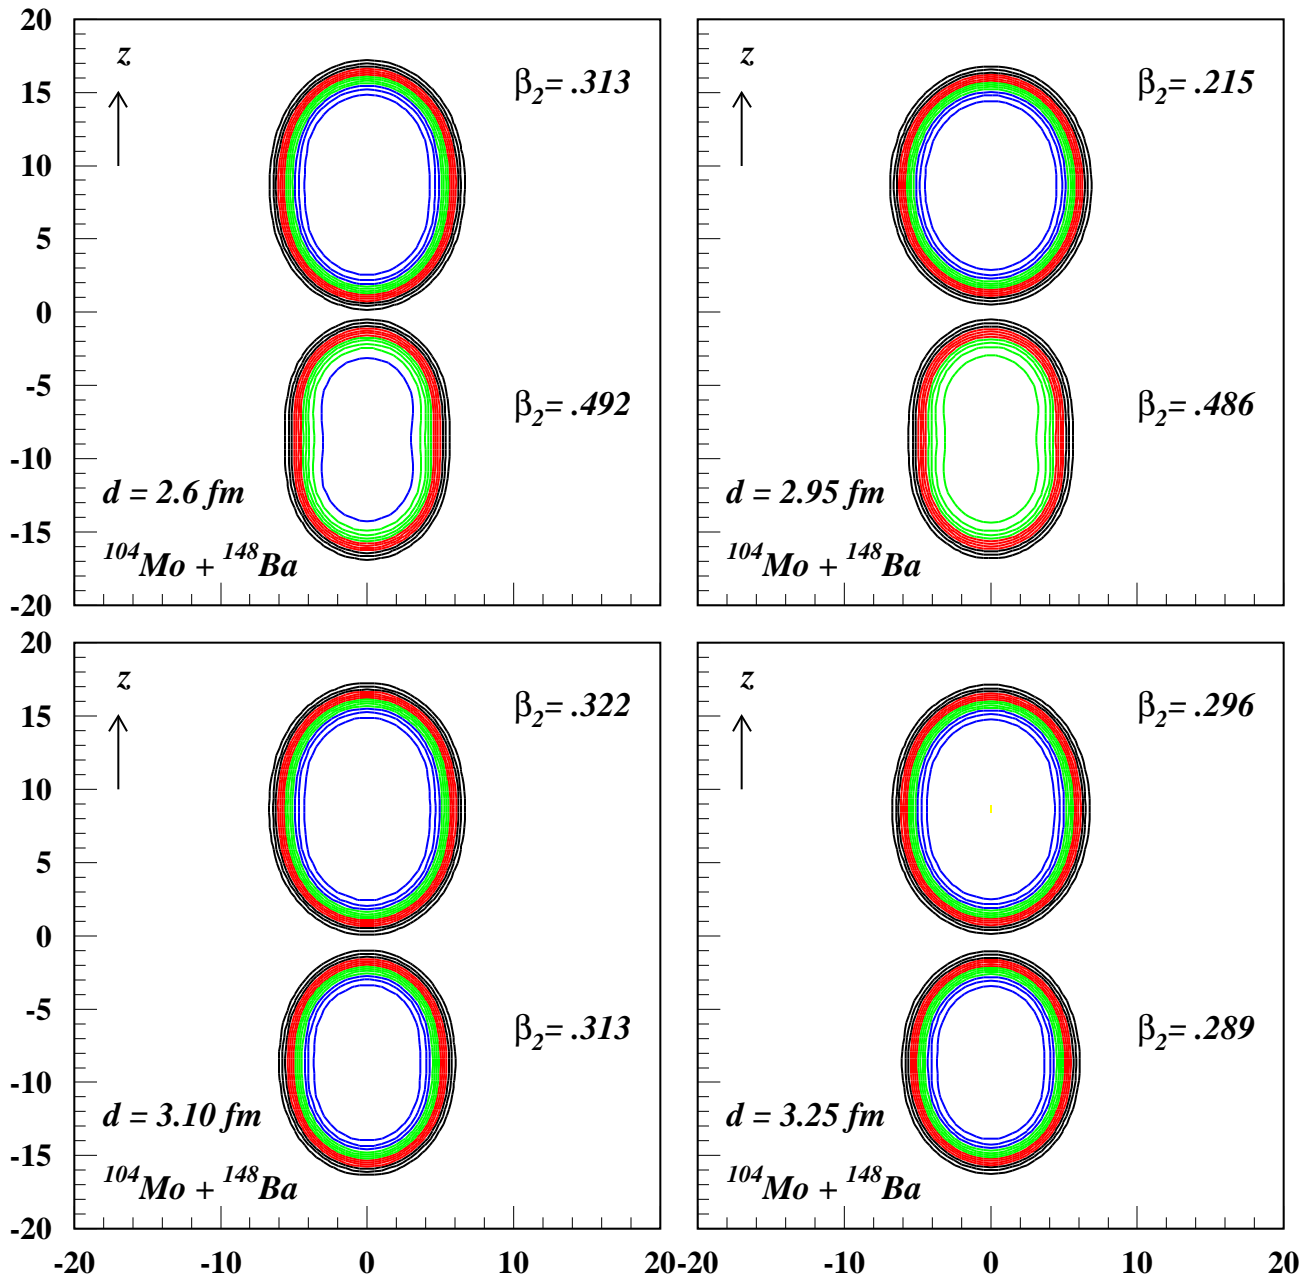 20
15
10
5
0
-5
-10
-15
-20
z
β2= .313
β2= .492
d = 2.6 fm
104Mo + 148Ba
z
β2= .215
β2= .486
d = 2.95 fm
104Mo + 148Ba
20
15
10
5
0
-5
-10
-15
-20
z
β2= .322
β2= .313
d = 3.10 fm
104Mo + 148Ba
z
β2= .296
β2= .289
d = 3.25 fm
104Mo + 148Ba
-20 -10 0 10 20 -20 -10 0 10 20